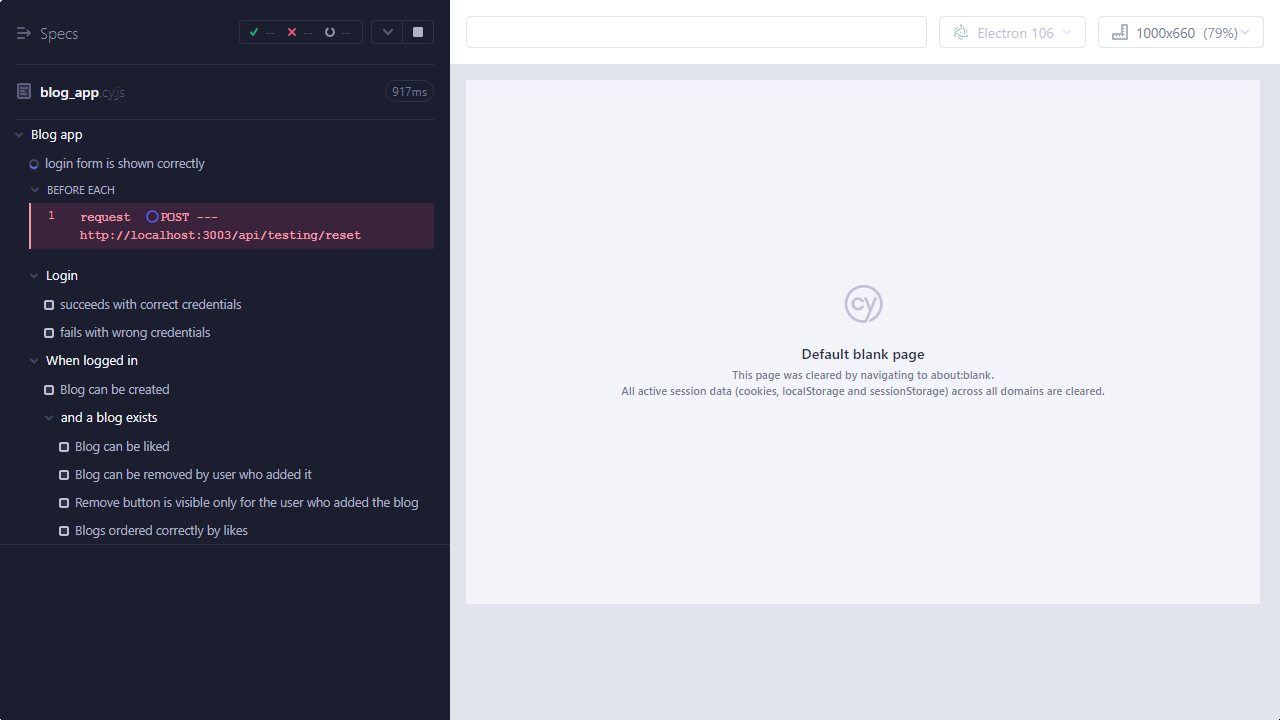 Specs
--
--
--
blog_app.cy.js
917ms
Blog app
login form is shown correctly
BEFORE EACH
1 request POST ---
http://localhost:3003/api/testing/reset
Login
succeeds with correct credentials
fails with wrong credentials
When logged in
Blog can be created
and a blog exists
Blog can be liked
Blog can be removed by user who added it
Remove button is visible only for the user who added the blog
Blogs ordered correctly by likes
Electron 106
1000x660 (79%)
cy
Default blank page
This page was cleared by navigating to about:blank.
All active session data (cookies, localStorage and sessionStorage) across all domains are cleared.